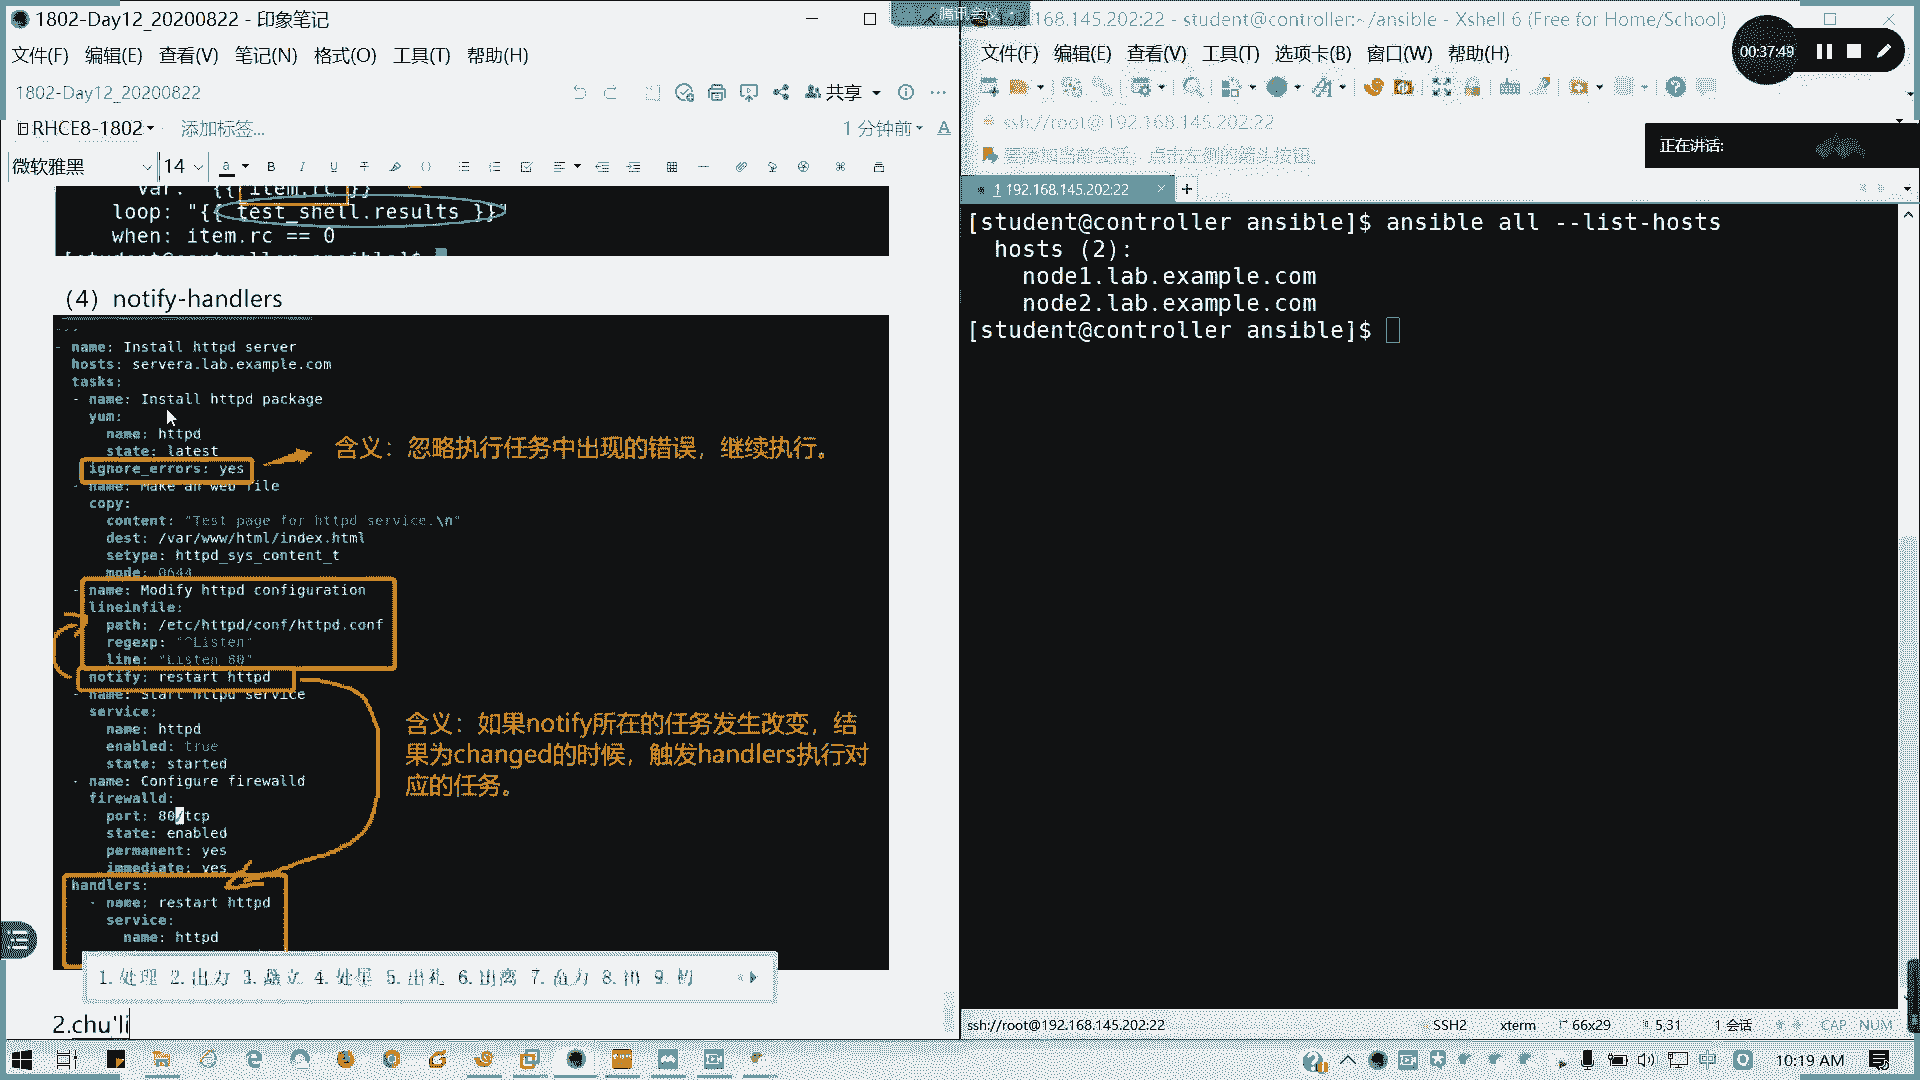 1802-Day12_20200822 - 印象笔记
文件(F) 编辑(E) 查看(V) 笔记(N) 格式(O) 工具(T) 帮助(H)
1802-Day12_20200822
共享
RHCE8-1802
添加标签...
1 分钟前
微软雅黑
14
var: "{{ item.rc }}
loop: "{{ test_shell.results }}"
when: item.rc == 0
（4）notify-handlers
---
- name: Install httpd server
hosts: servera.lab.example.com
tasks:
- name: Install httpd package
yum:
name: httpd
state: latest
ignore_errors: yes
含义：忽略执行任务中出现的错误，继续执行。
- name: Make an web file
copy:
content: "Test page for httpd service.\n"
dest: /var/www/html/index.html
setype: httpd_sys_content_t
mode: 0644
- name: Modify httpd configuration
lineinfile:
path: /etc/httpd/conf/httpd.conf
regexp: "^Listen"
line: "Listen 80"
notify: restart httpd
- name: Start httpd service
service:
name: httpd
enabled: true
state: started
含义：如果notify所在的任务发生改变，结
果为changed的时候，触发handlers执行对
应的任务。
- name: Configure firewalld
firewalld:
port: 80/tcp
state: enabled
permanent: yes
immediate: yes
handlers:
- name: restart httpd
service:
name: httpd
1.处理 2.出力 3.矗立 4.处里 5.出礼 6.出离 7.在力 8. 9.初
2.chu'li
腾讯会议
168.145.202:22 - student@controller:~/ansible - Xshell 6 (Free for Home/School)
文件(F) 编辑(E) 查看(V) 工具(T) 选项卡(B) 窗口(W) 帮助(H)
00:37:49
ssh://root@192.168.145.202:22
要添加当前会话，点击左侧的箭头按钮。
正在讲话:
1 192.168.145.202:22
[student@controller ansible]$ ansible all --list-hosts
hosts (2):
node1.lab.example.com
node2.lab.example.com
[student@controller ansible]$
ssh://root@192.168.145.202:22
SSH2
xterm
66x29
5,31
1 会话
CAP NUM
10:19 AM